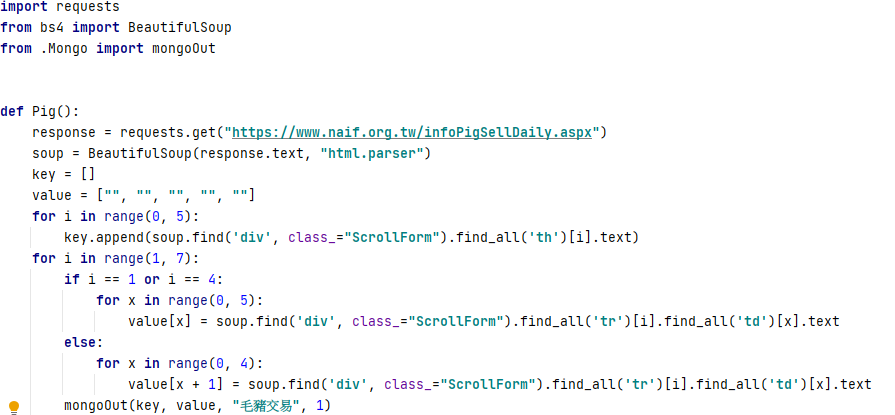 import requests
from bs4 import BeautifulSoup
from .Mongo import mongoOut
def Pig():
    response = requests.get("https://www.naif.org.tw/infoPigSellDaily.aspx")
    soup = BeautifulSoup(response.text, "html.parser")
    key = []
    value = ["", "", "", "", ""]
    for i in range(0, 5):
        key.append(soup.find('div', class_="ScrollForm").find_all('th')[i].text)
    for i in range(1, 7):
        if i == 1 or i == 4:
            for x in range(0, 5):
                value[x] = soup.find('div', class_="ScrollForm").find_all('tr')[i].find_all('td')[x].text
        else:
            for x in range(0, 4):
                value[x + 1] = soup.find('div', class_="ScrollForm").find_all('tr')[i].find_all('td')[x].text
        mongoOut(key, value, "毛豬交易", 1)